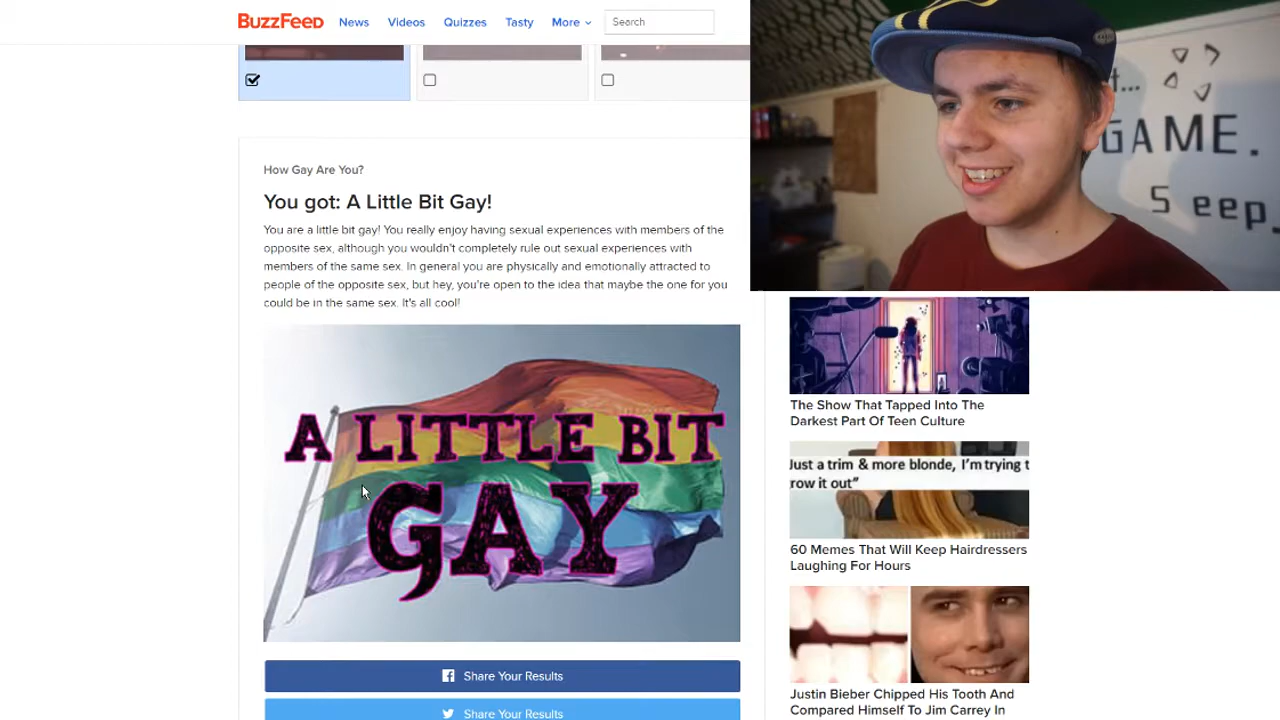 BuzzFeed News Videos Quizzes Tasty More Search
How Gay Are You?
You got: A Little Bit Gay!
You are a little bit gay! You really enjoy having sexual experiences with members of the
opposite sex, although you wouldn't completely rule out sexual experiences with
members of the same sex. In general you are physically and emotionally attracted to
people of the opposite sex, but hey, you're open to the idea that maybe the one for you
could be in the same sex. It's all cool!
A LITTLE BIT
GAY
Share Your Results
Share Your Results
GAME.
The Show That Tapped Into The
Darkest Part Of Teen Culture
Just a trim & more blonde, I'm trying t
row it out"
60 Memes That Will Keep Hairdressers
Laughing For Hours
Justin Bieber Chipped His Tooth And
Compared Himself To Jim Carrey In